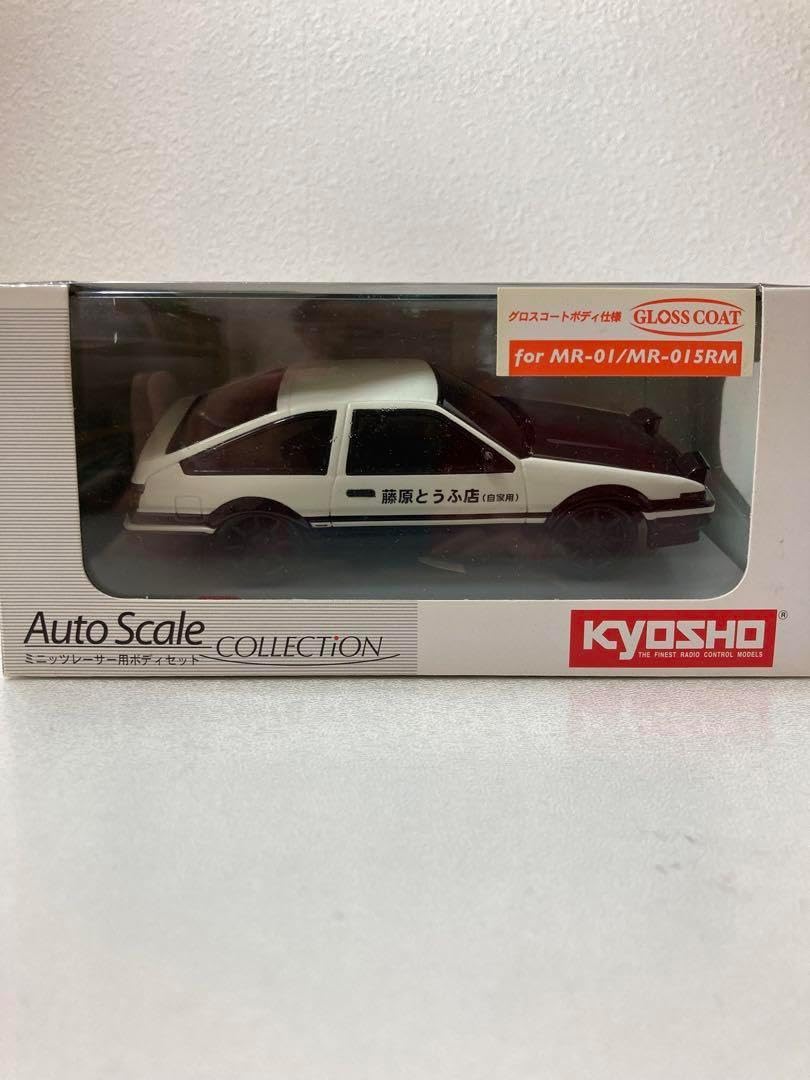 グロスコートボディ仕様 GLOSS COAT
for MR-01/MR-015RM
藤原とうふ店(自家用)
Auto Scale COLLECTiON
ミニッツレーサー用ボディセット
KYOSHO®
THE FINEST RADIO CONTROL MODELS